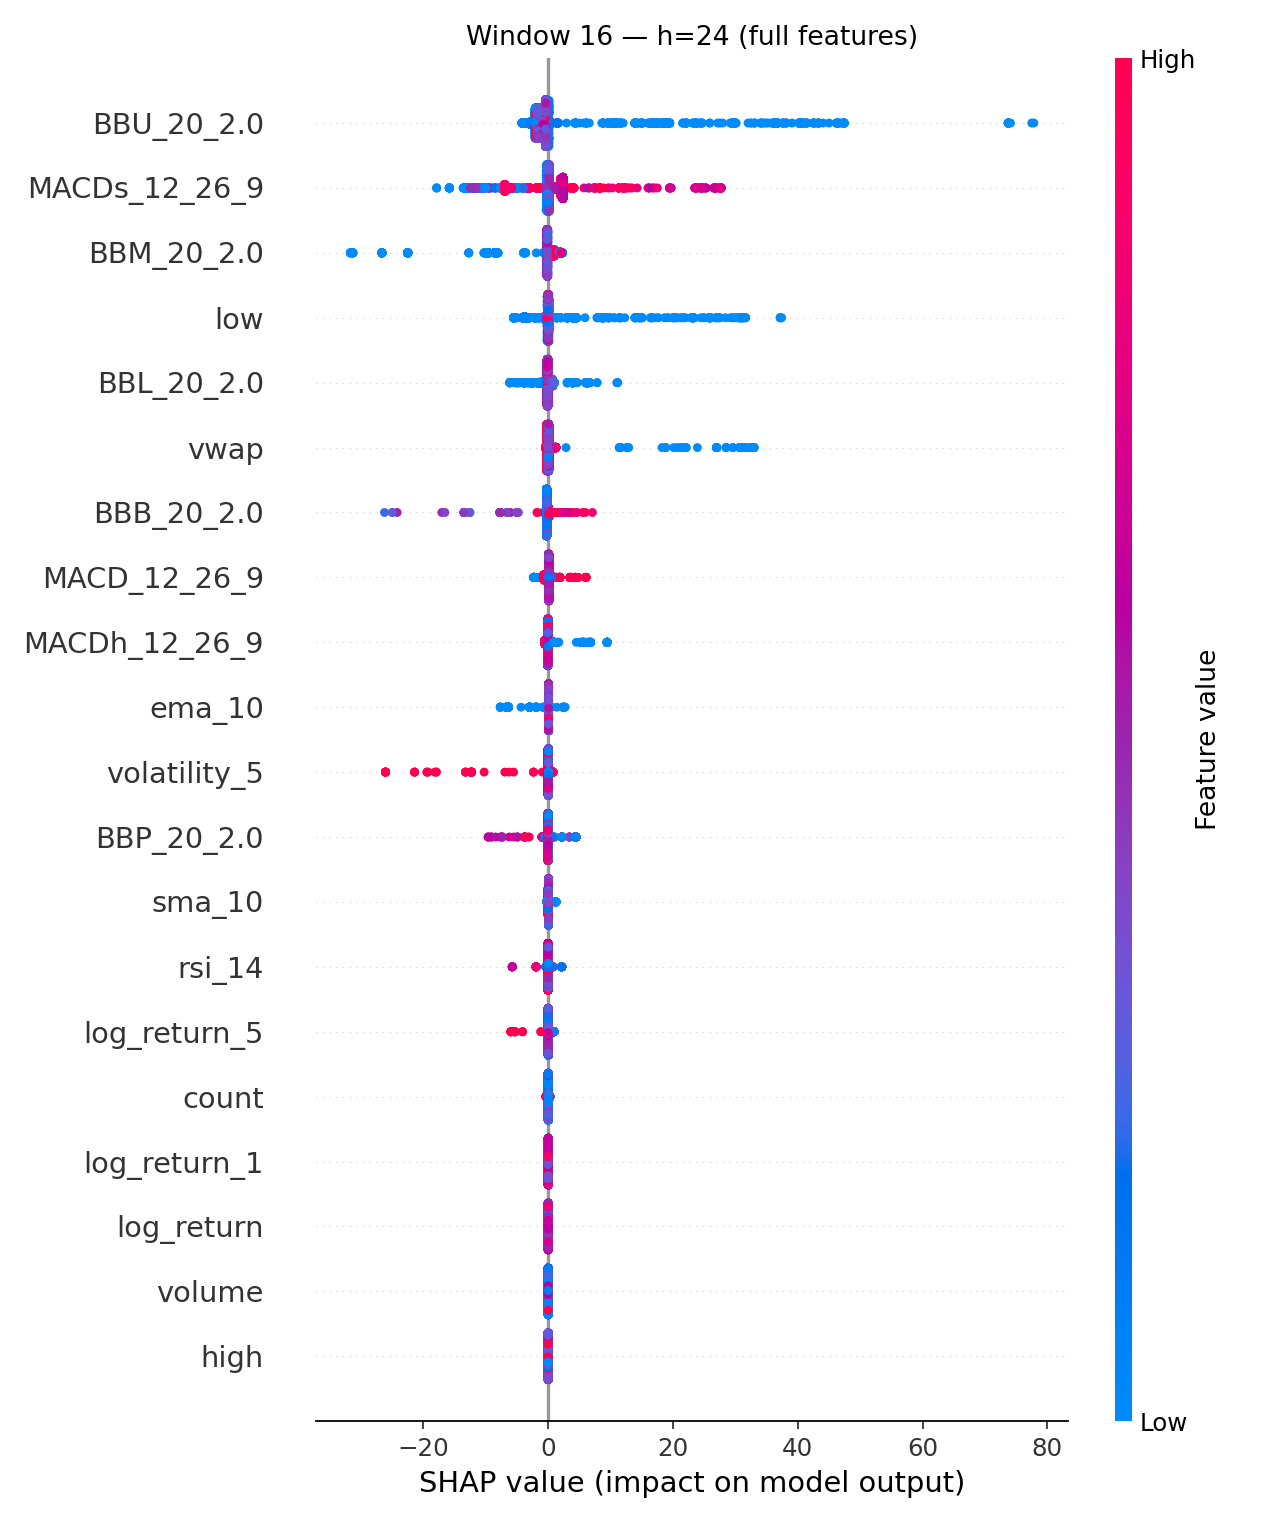 Window 16 — h=24 (full features)
High
BBU_20_2.0
MACDs_12_26_9
BBM_20_2.0
low
BBL_20_2.0
vwap
BBB_20_2.0
MACD_12_26_9
MACDh_12_26_9
ema_10
volatility_5
BBP_20_2.0
sma_10
rsi_14
log_return_5
count
log_return_1
log_return
volume
high
Feature value
Low
−20 0 20 40 60 80
SHAP value (impact on model output)